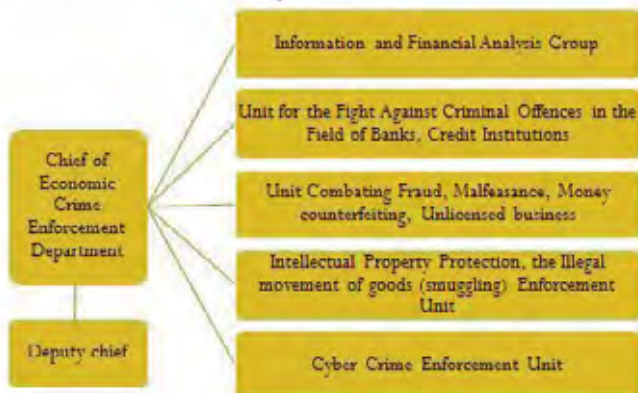 Chief of
Economic
Crime
Enforcement
Department
Deputy chief
Information and Financial Analysis Group
Unit for the Fight Against Criminal Offences in the
Field of Banks, Credit Institutions
Unit Combating Fraud, Malfeasance, Money
counterfeiting, Unlicensed business
Intellectual Property Protection, the Illegal
movement of goods (smuggling) Enforcement
Unit
Cyber Crime Enforcement Unit